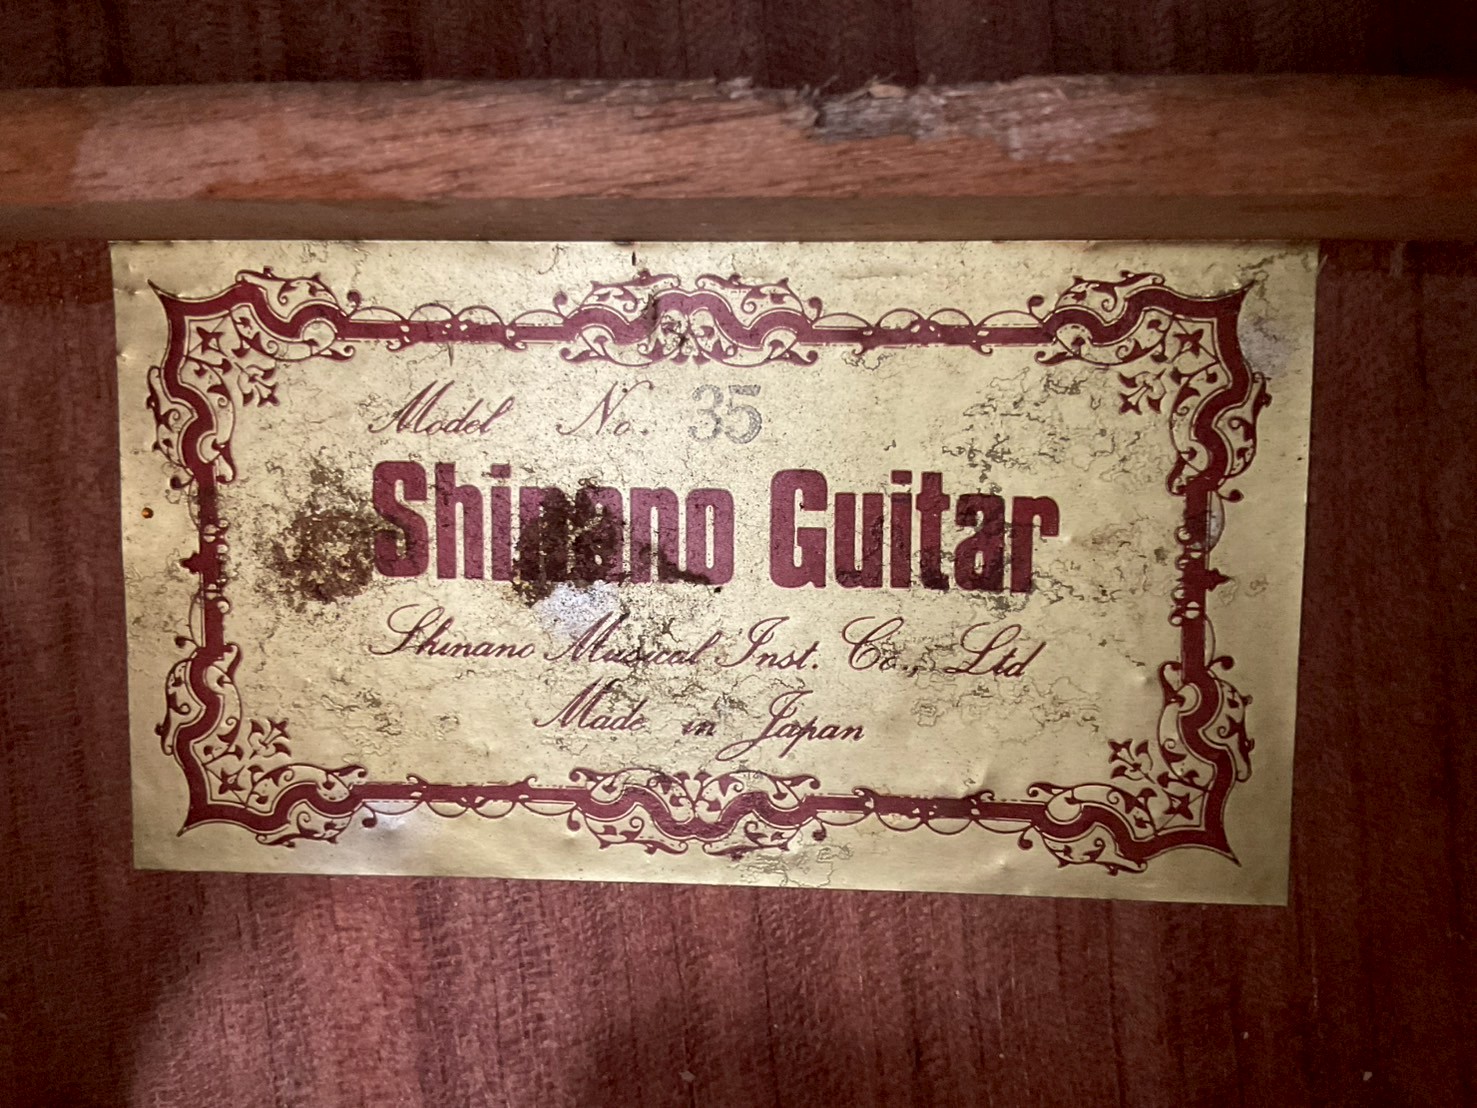 Model No. 35
Shinano Guitar
Shinano Musical Inst. Co., Ltd
Made in Japan